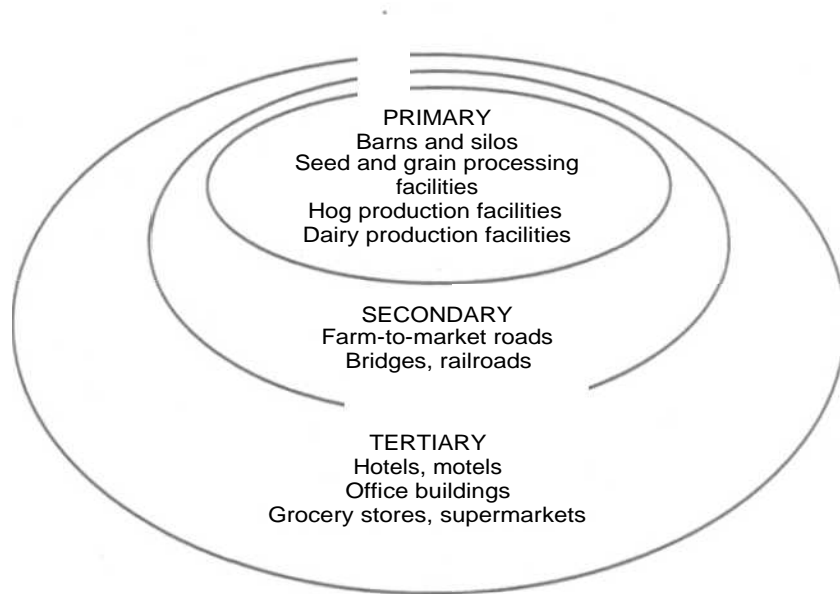 PRIMARY
Barns and silos
Seed and grain processing
facilities
Hog production facilities
Dairy production facilities
SECONDARY
Farm-to-market roads
Bridges, railroads
TERTIARY
Hotels, motels
Office buildings
Grocery stores, supermarkets